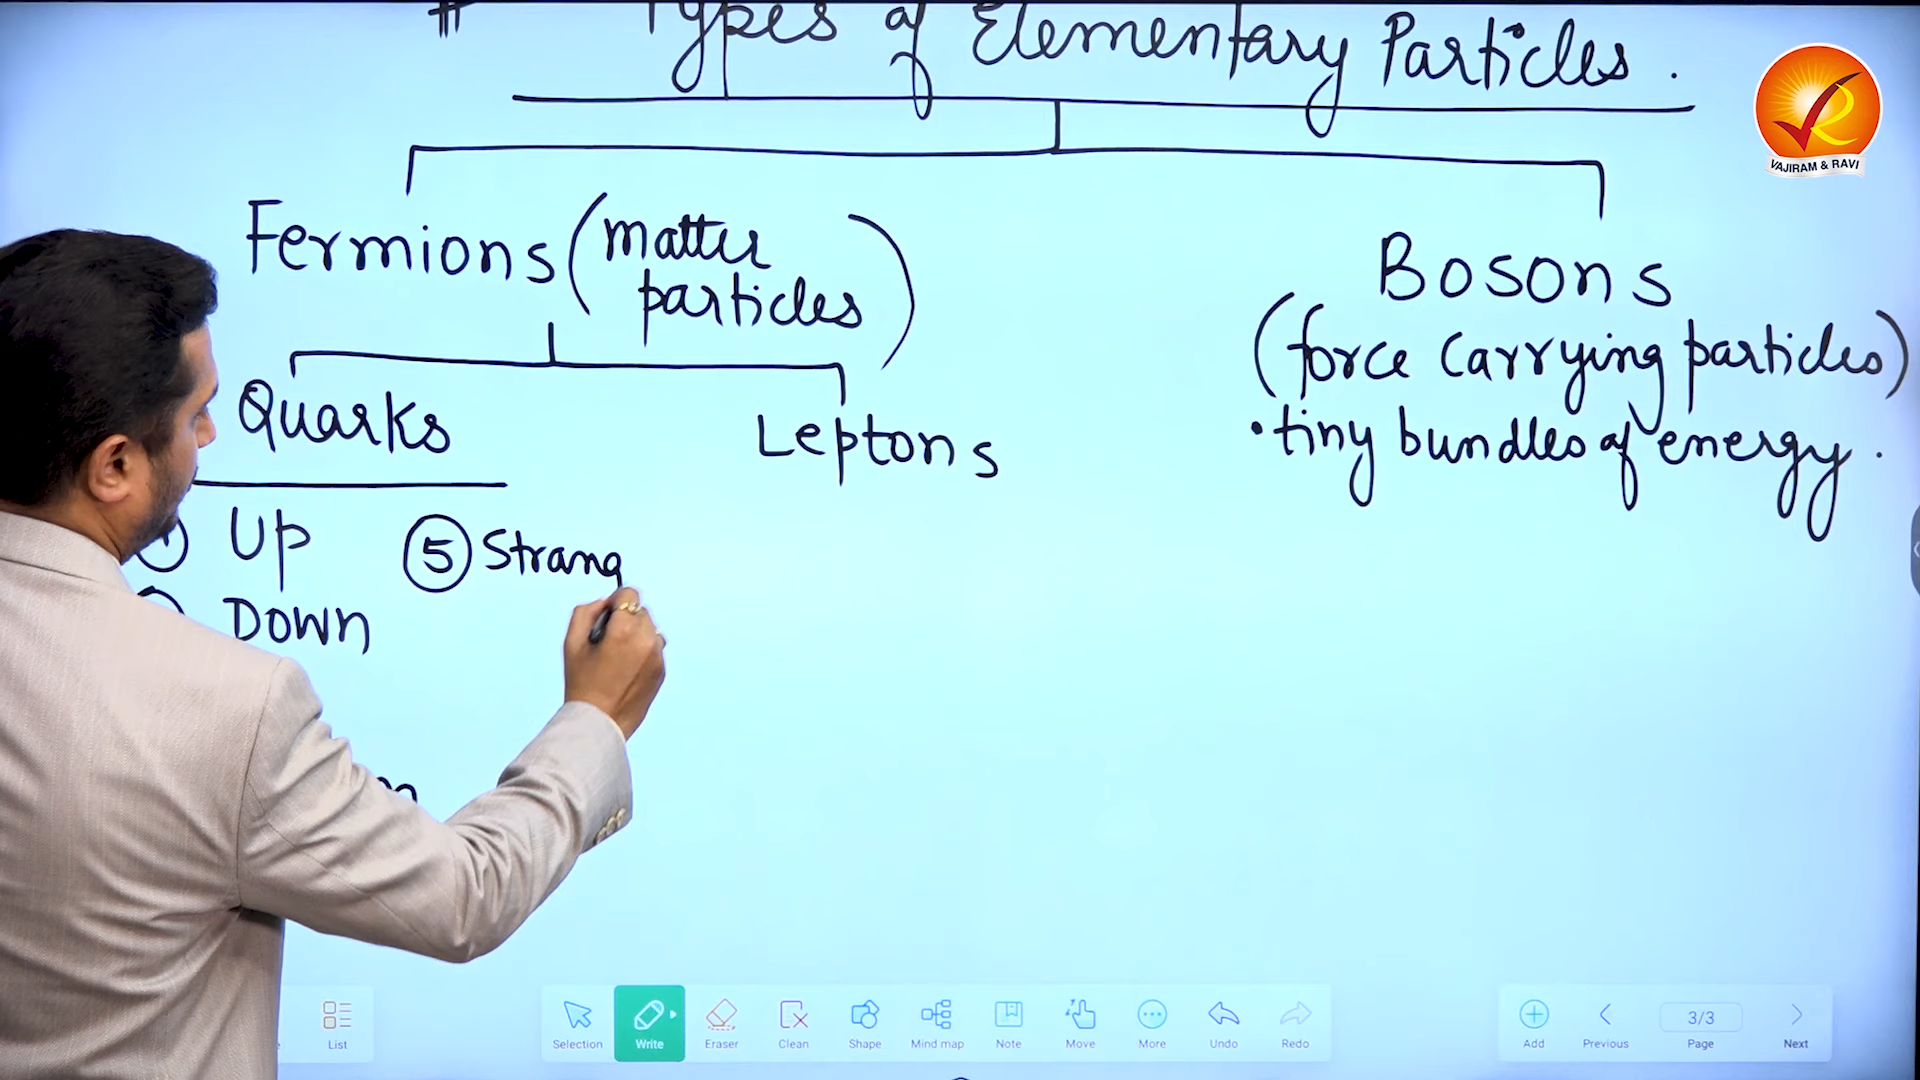 # Types of Elementary Particles.
VAJIRAM & RAVI
Fermions (matter particles)
Bosons
(force carrying particles)
• tiny bundles of energy.
Quarks
Leptons
Up
5 Strang
Down
List
Selection
Write
Eraser
Clean
Shape
Mind map
Note
Move
More
Undo
Redo
Add
Previous
3/3
Page
Next